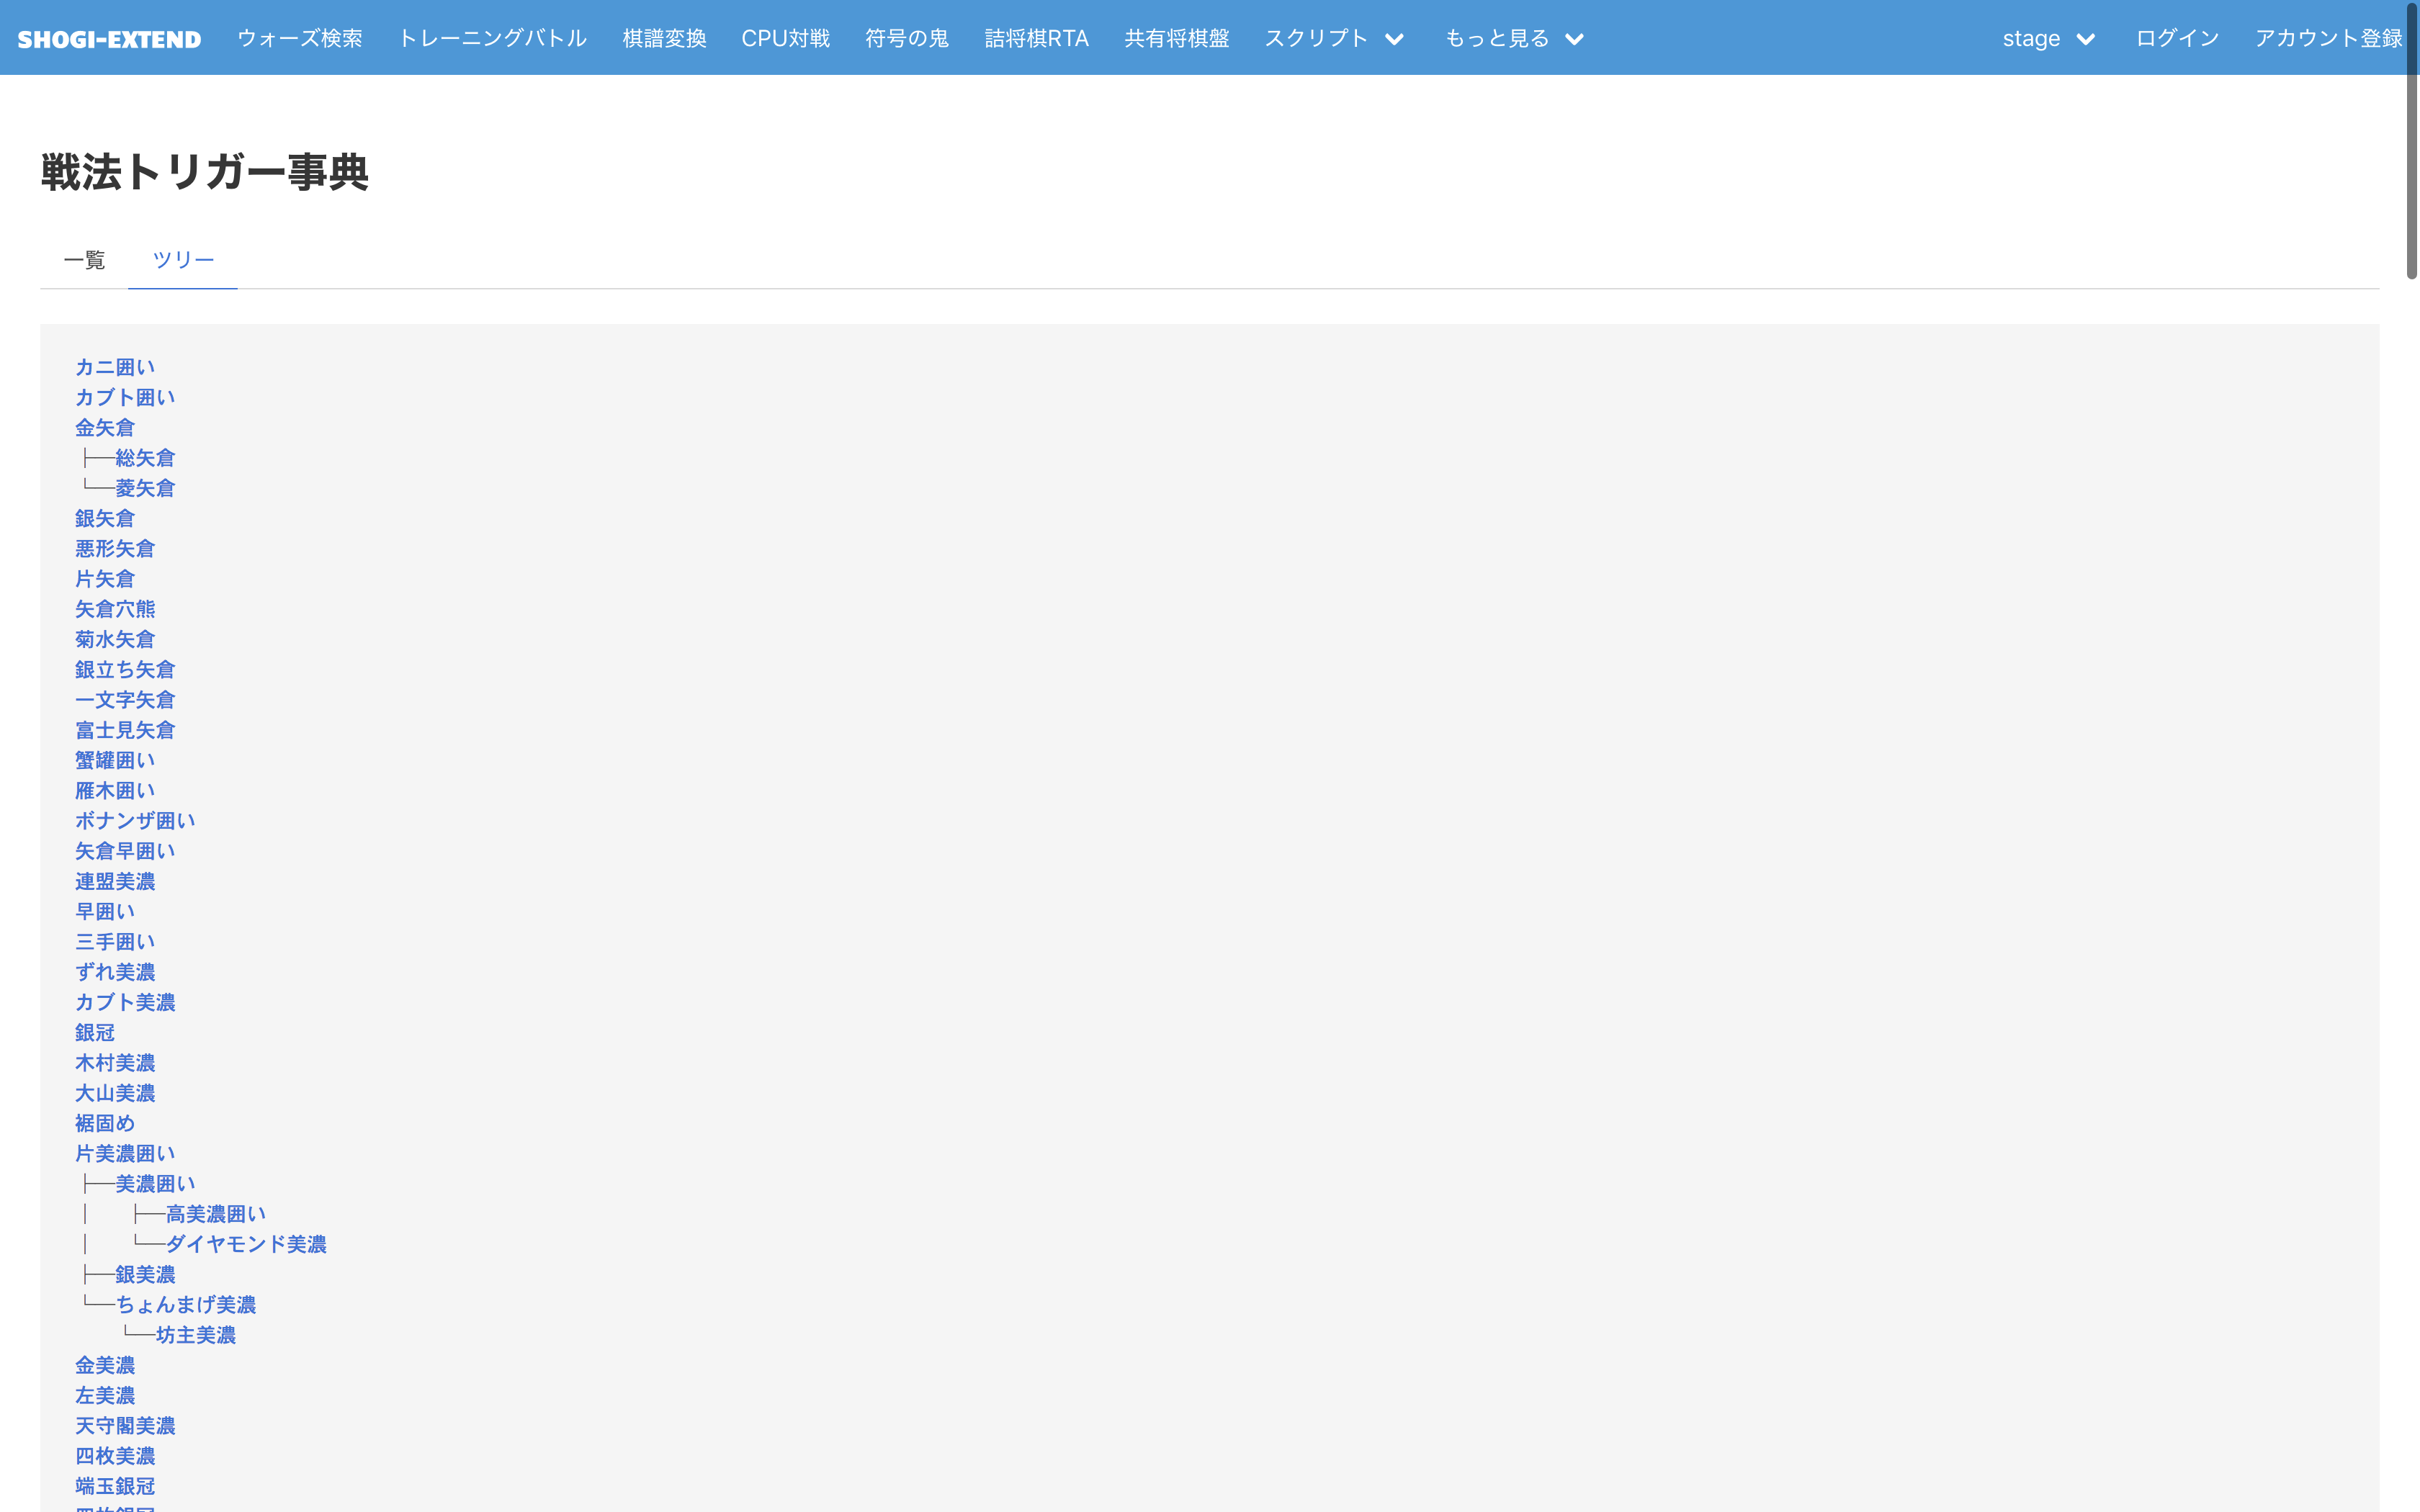 SHOGI-EXTEND ウォーズ検索 トレーニングバトル 棋譜変換 CPU対戦 符号の鬼 詰将棋RTA 共有将棋盤 スクリプト もっと見る stage ログイン アカウント登録
戦法トリガー事典
一覧 ツリー
カニ囲い
カブト囲い
金矢倉
├──総矢倉
└──菱矢倉
銀矢倉
悪形矢倉
片矢倉
矢倉穴熊
菊水矢倉
銀立ち矢倉
一文字矢倉
富士見矢倉
蟹罐囲い
雁木囲い
ボナンザ囲い
矢倉早囲い
連盟美濃
早囲い
三手囲い
ずれ美濃
カブト美濃
銀冠
木村美濃
大山美濃
裾固め
片美濃囲い
├──美濃囲い
│   ├──高美濃囲い
│   └──ダイヤモンド美濃
├──銀美濃
└──ちょんまげ美濃
    └──坊主美濃
金美濃
左美濃
天守閣美濃
四枚美濃
端玉銀冠